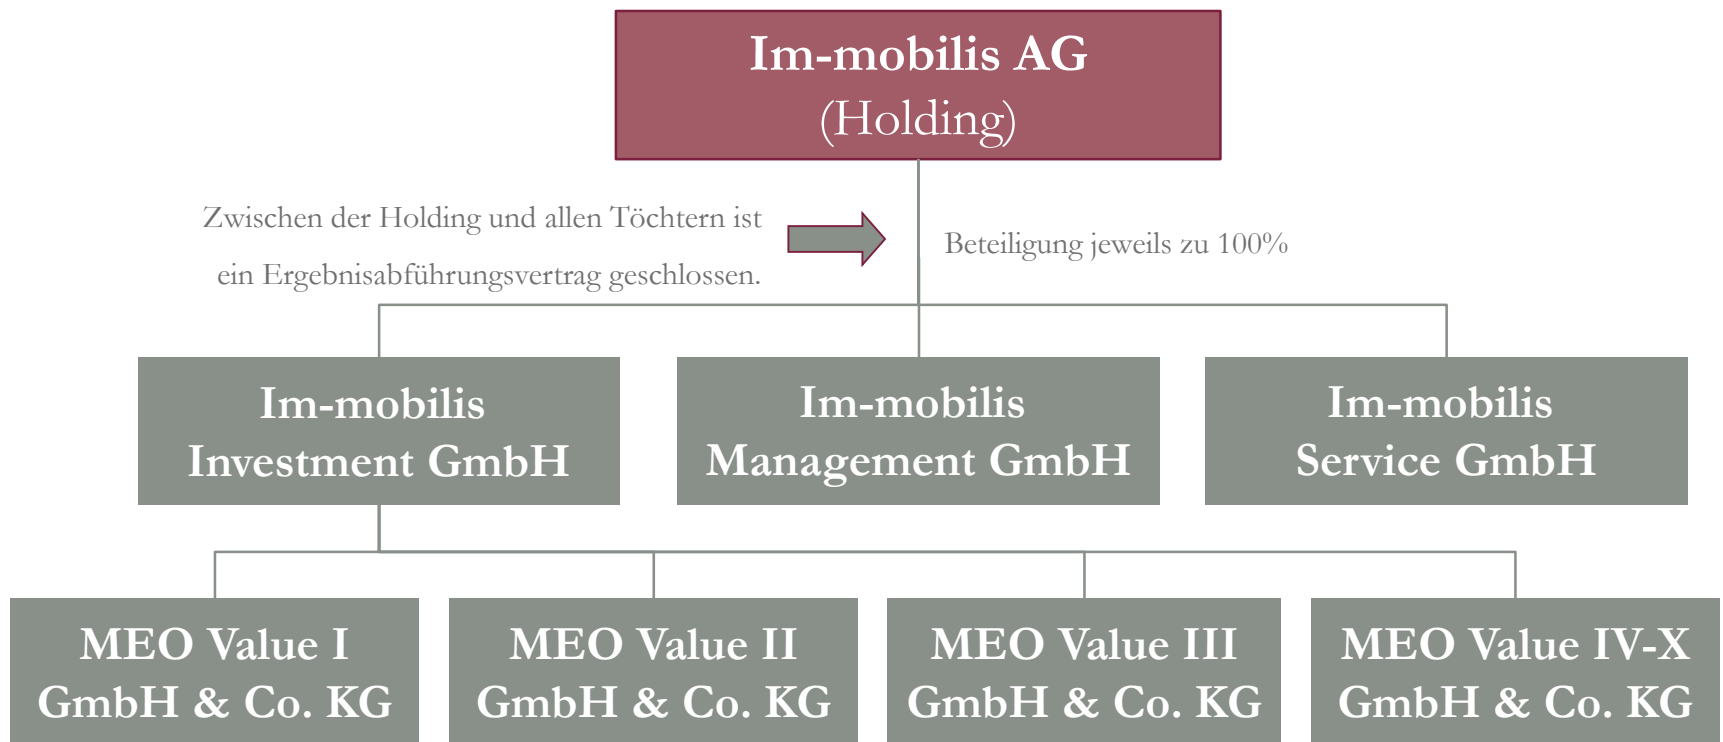 Im-mobilis AG
(Holding)
Zwischen der Holding und allen Töchtern ist
ein Ergebnisabführungsvertrag geschlossen.
Beteiligung jeweils zu 100%
Im-mobilis
Investment GmbH
Im-mobilis
Management GmbH
Im-mobilis
Service GmbH
MEO Value I
GmbH & Co. KG
MEO Value II
GmbH & Co. KG
MEO Value III
GmbH & Co. KG
MEO Value IV-X
GmbH & Co. KG